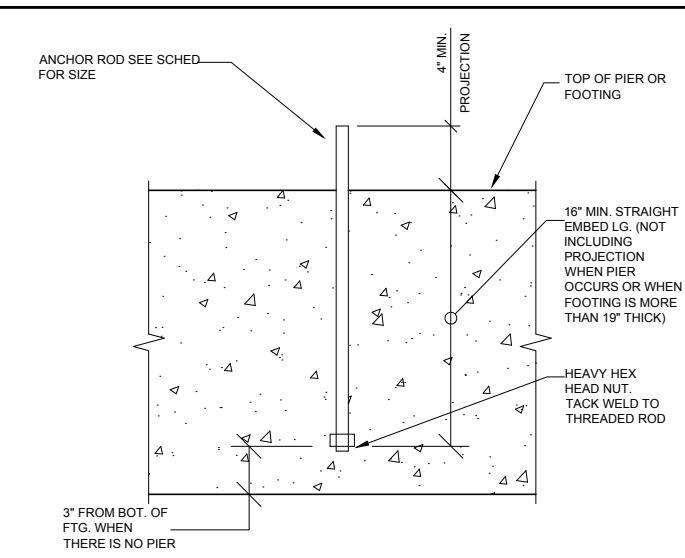 ANCHOR ROD SEE SCHED
FOR SIZE
4" MIN.
PROJECTION
TOP OF PIER OR
FOOTING
16" MIN. STRAIGHT
EMBED LG. (NOT
INCLUDING
PROJECTION
WHEN PIER
OCCURS OR WHEN
FOOTING IS MORE
THAN 19" THICK)
HEAVY HEX
HEAD NUT.
TACK WELD TO
THREADED ROD
3" FROM BOT. OF
FTG. WHEN
THERE IS NO PIER